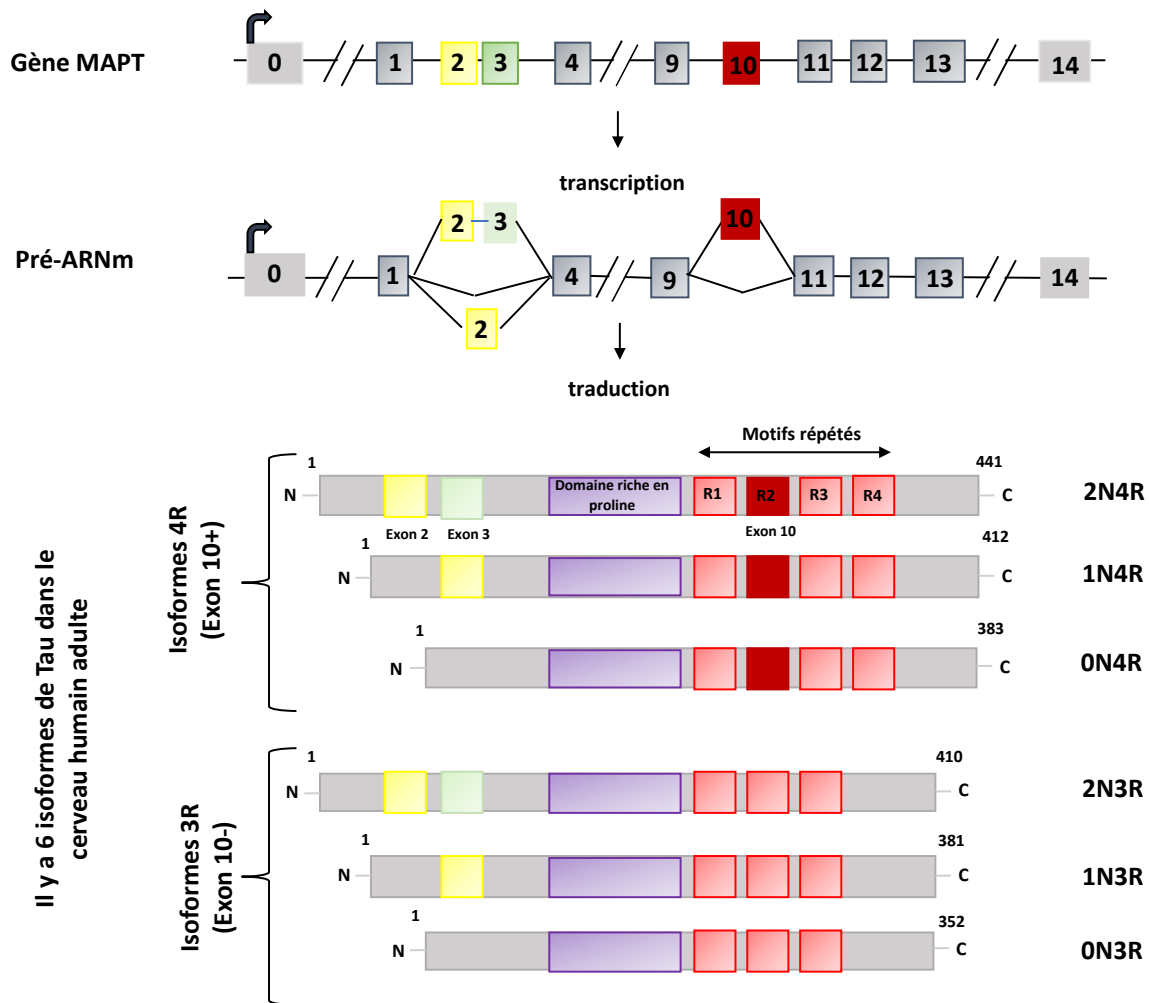 Gène MAPT
0 1 2 3 4 9 10 11 12 13 14
transcription
Pré-ARNm
0 1 2 3 4 9 10 11 12 13 14
2
traduction
Il y a 6 isoformes de Tau dans le
cerveau humain adulte
Isoformes 4R
(Exon 10+)
Motifs répétés
1 441
N Domaine riche en
proline R1 R2 R3 R4 C 2N4R
Exon 2 Exon 3 Exon 10
1 412
N C 1N4R
1 383
N C 0N4R
Isoformes 3R
(Exon 10-)
1 410
N C 2N3R
1 381
N C 1N3R
1 352
N C 0N3R